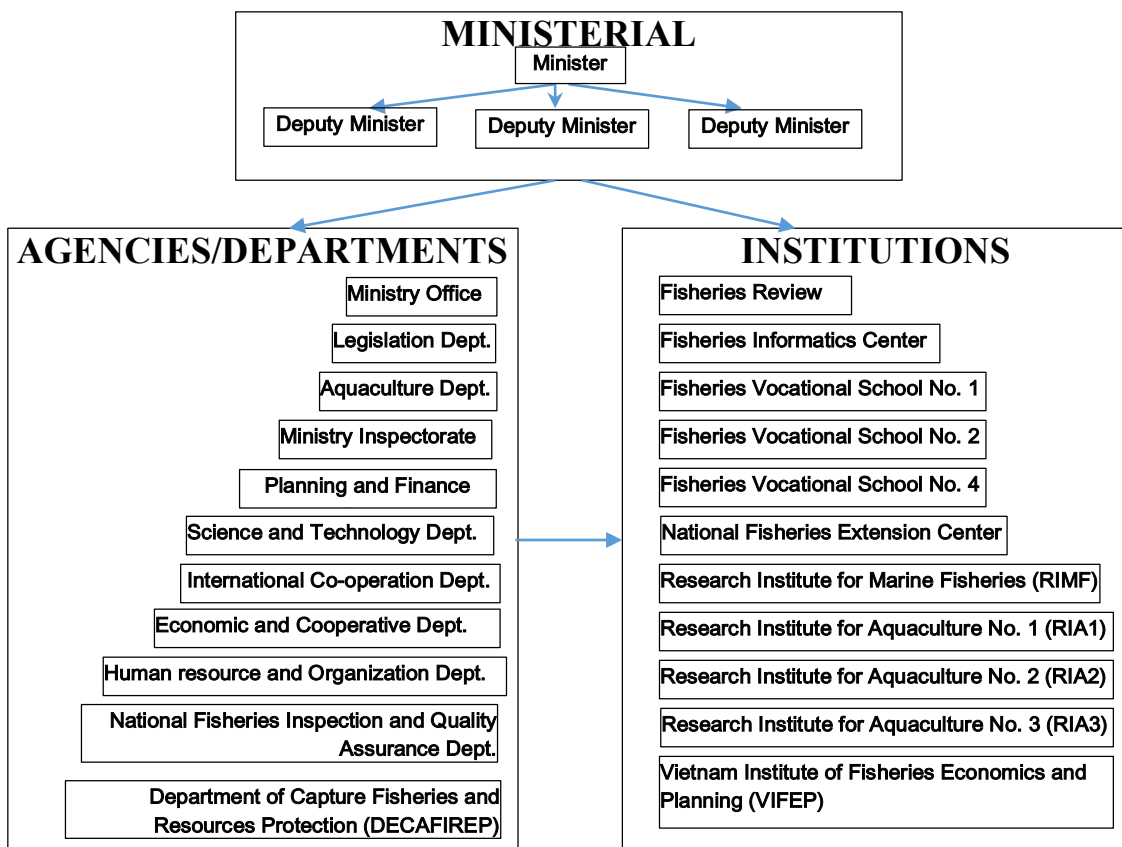 MINISTERIAL
Minister
Deputy Minister
Deputy Minister
Deputy Minister
AGENCIES/DEPARTMENTS
Ministry Office
Legislation Dept.
Aquaculture Dept.
Ministry Inspectorate
Planning and Finance
Science and Technology Dept.
International Co-operation Dept.
Economic and Cooperative Dept.
Human resource and Organization Dept.
National Fisheries Inspection and Quality
Assurance Dept.
Department of Capture Fisheries and
Resources Protection (DECAFIREP)
INSTITUTIONS
Fisheries Review
Fisheries Informatics Center
Fisheries Vocational School No. 1
Fisheries Vocational School No. 2
Fisheries Vocational School No. 4
National Fisheries Extension Center
Research Institute for Marine Fisheries (RIMF)
Research Institute for Aquaculture No. 1 (RIA1)
Research Institute for Aquaculture No. 2 (RIA2)
Research Institute for Aquaculture No. 3 (RIA3)
Vietnam Institute of Fisheries Economics and
Planning (VIFEP)